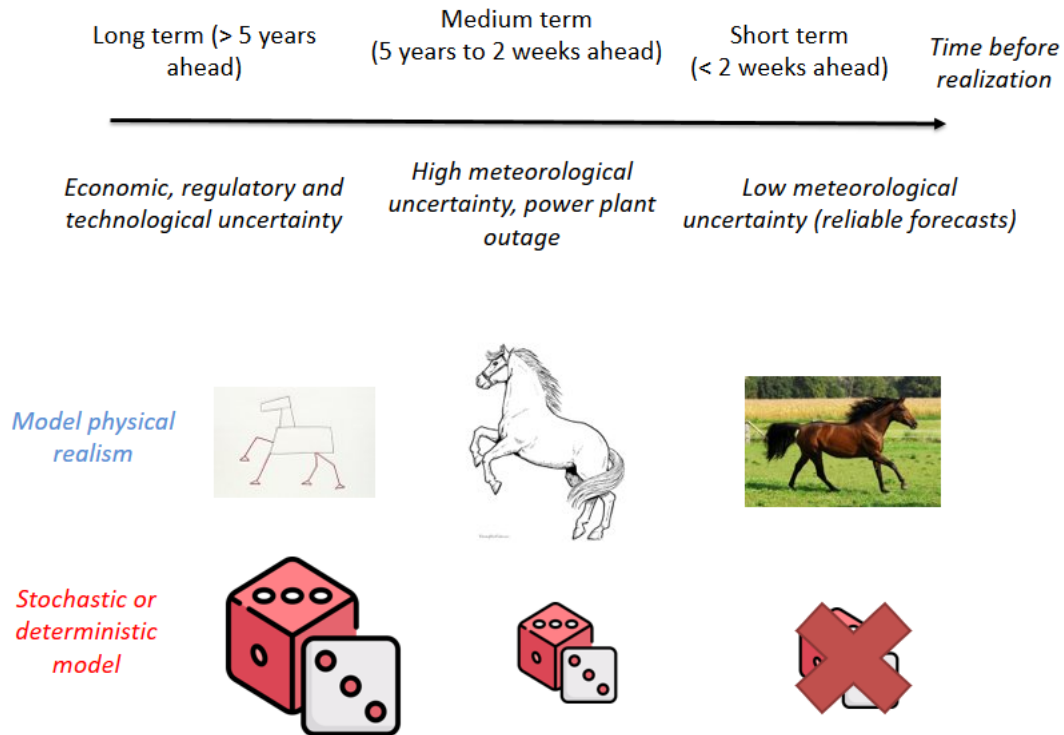 Long term (> 5 years
ahead)
Medium term
(5 years to 2 weeks ahead)
Short term
(< 2 weeks ahead)
Time before
realization
Economic, regulatory and
technological uncertainty
High meteorological
uncertainty, power plant
outage
Low meteorological
uncertainty (reliable forecasts)
Model physical
realism
Stochastic or
deterministic
model